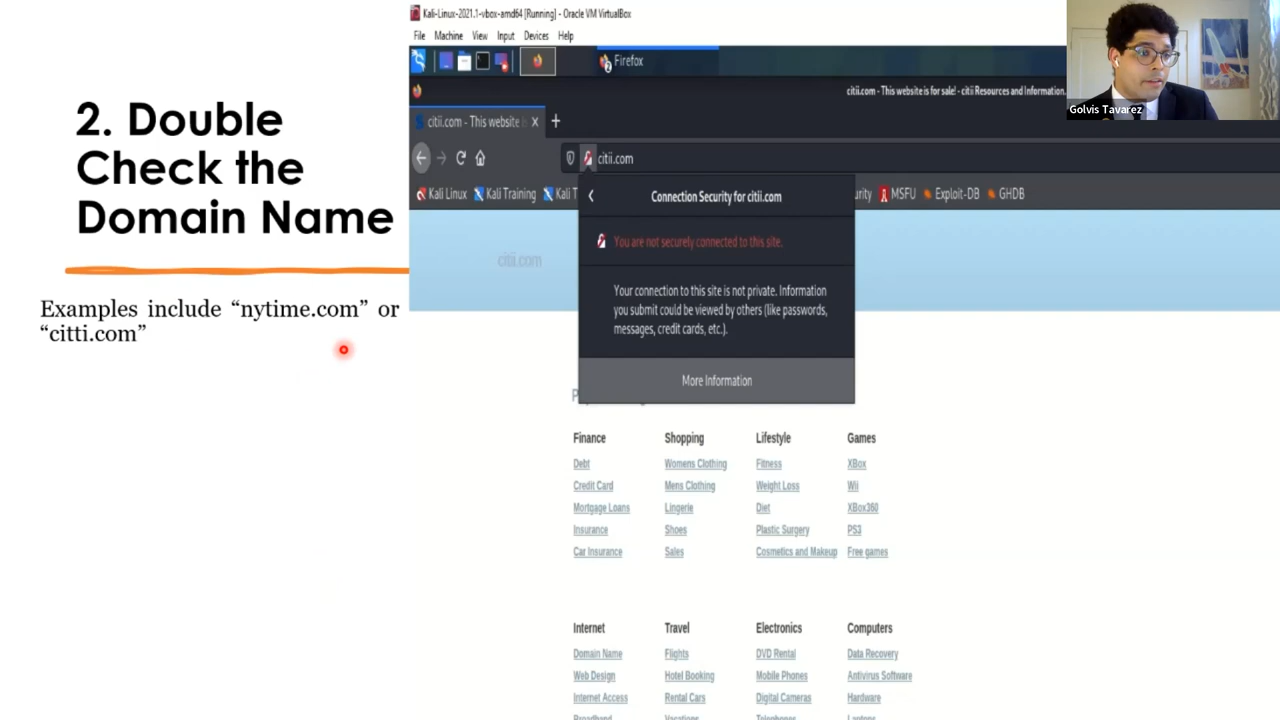 Kali-Linux-2021.1-vbox-amd64 [Running] - Oracle VM VirtualBox
File Machine View Input Devices Help
Firefox
citii.com - This website is for sale! - citii Resources and Information.
Golvis Tavarez
citii.com - This website
citii.com
Kali Linux Kali Training Kali T
urity MSFU Exploit-DB GHDB
2. Double
Check the
Domain Name
Examples include “nytime.com” or
“citti.com”
Connection Security for citii.com
You are not securely connected to this site.
citii.com
Your connection to this site is not private. Information
you submit could be viewed by others (like passwords,
messages, credit cards, etc.).
More Information
Finance Shopping Lifestyle Games
Debt Womens Clothing Fitness XBox
Credit Card Mens Clothing Weight Loss Wii
Mortgage Loans Lingerie Diet XBox360
Insurance Shoes Plastic Surgery PS3
Car Insurance Sales Cosmetics and Makeup Free games
Internet Travel Electronics Computers
Domain Name Flights DVD Rental Data Recovery
Web Design Hotel Booking Mobile Phones Antivirus Software
Internet Access Rental Cars Digital Cameras Hardware
Broadband Vacations Telephones Laptops